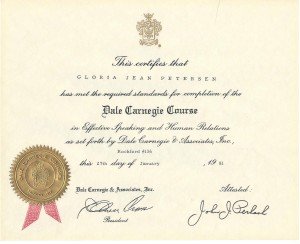 This certifies that
GLORIA JEAN PETERSEN
has met the required standards for completion of the
Dale Carnegie Course
in Effective Speaking and Human Relations
as set forth by Dale Carnegie & Associates, Inc.,
Rockford
this 27th day of January , 19 81
Dale Carnegie & Associates, Inc.
Attested:
President